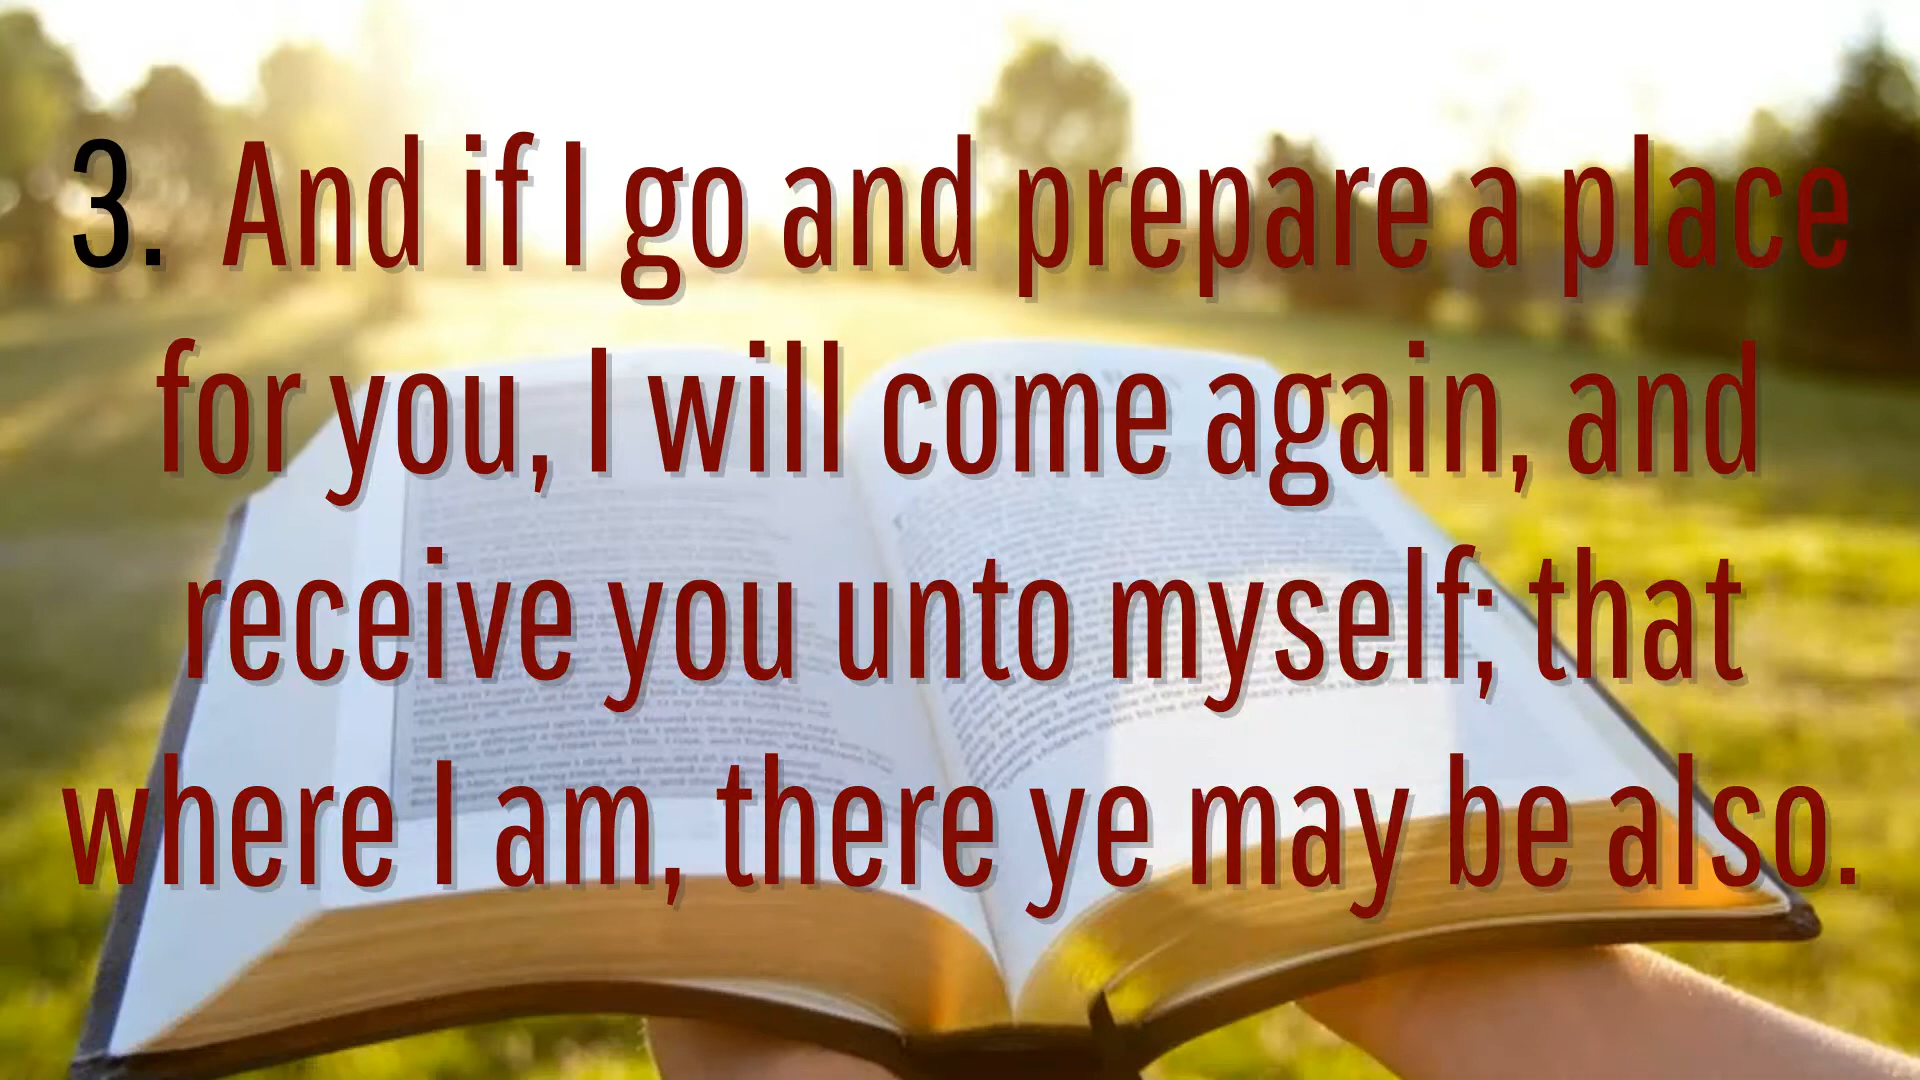 3. And if I go and prepare a place
for you, I will come again, and
receive you unto myself; that
where I am, there ye may be also.